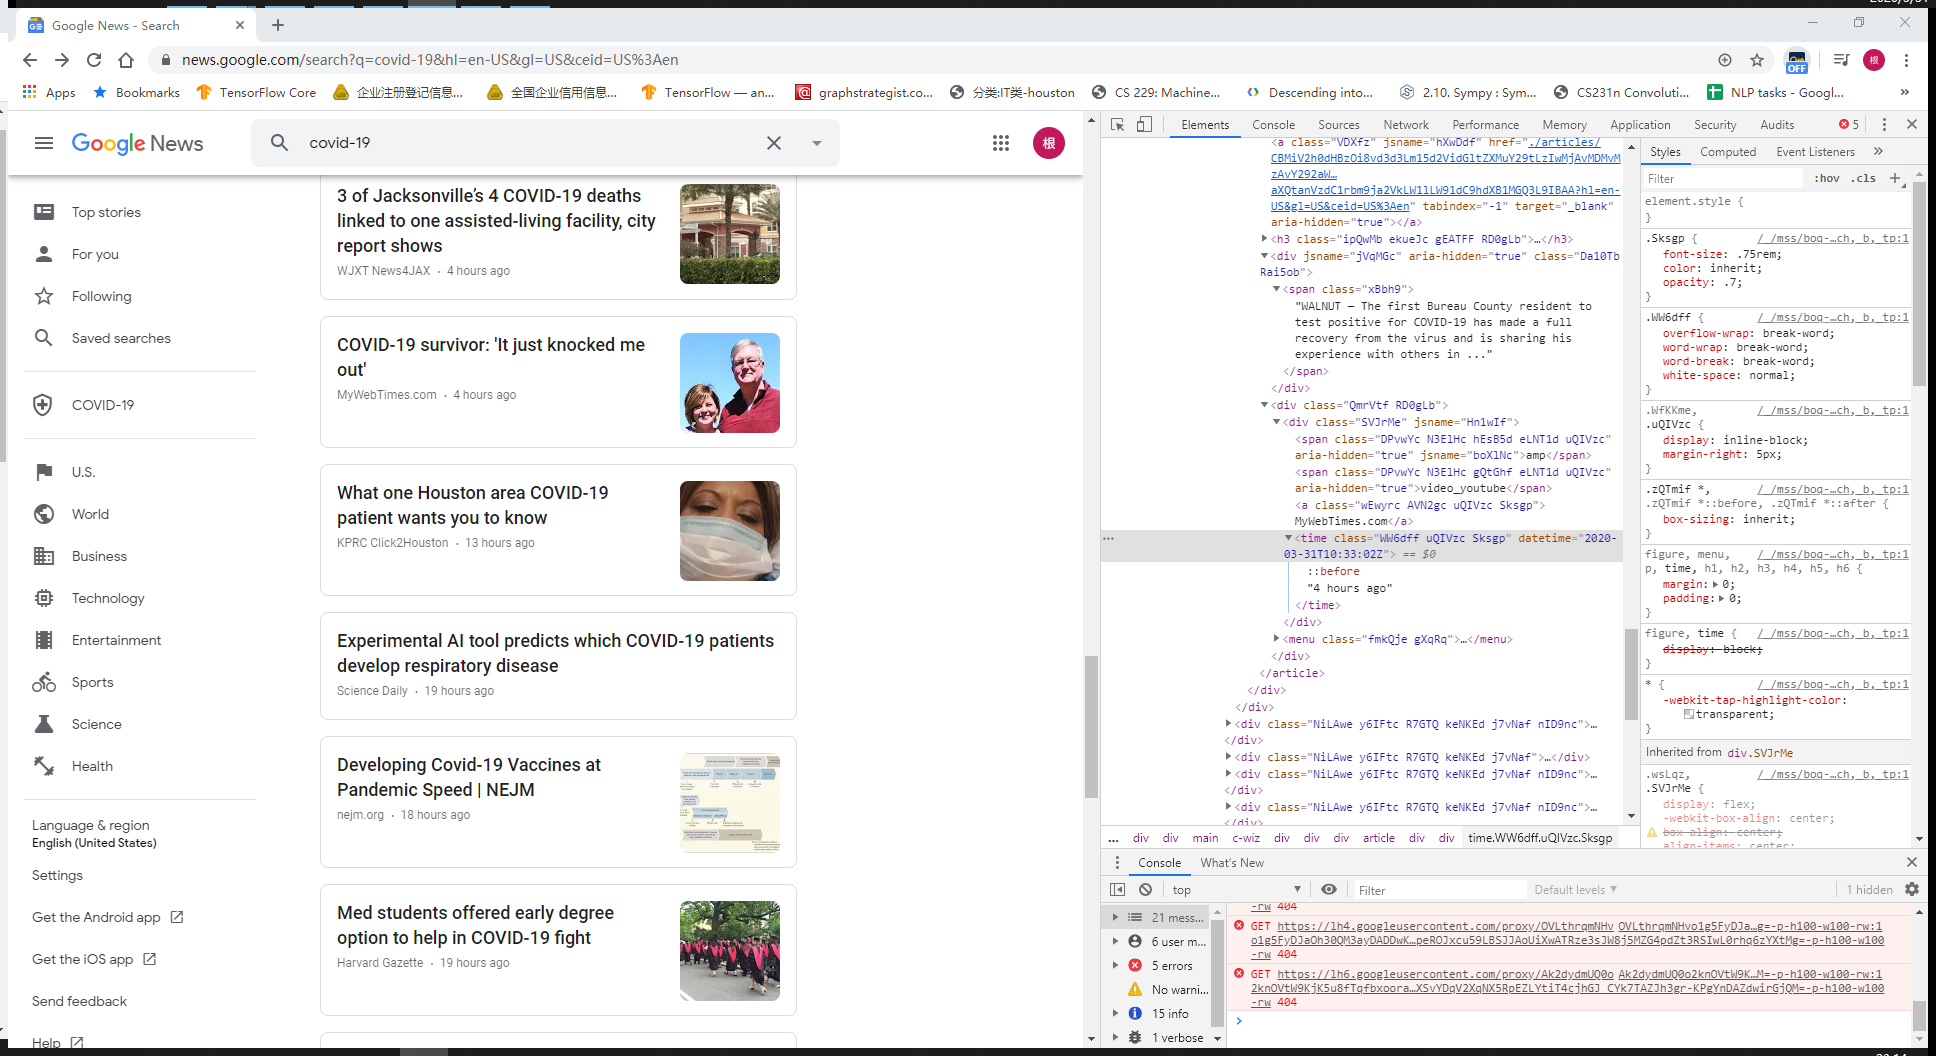 Google News - Search
news.google.com/search?q=covid-19&hl=en-US&gl=US&ceid=US%3Aen
OFF
根
Apps
Bookmarks
TensorFlow Core
企业注册登记信息...
全国企业信用信息...
TensorFlow — an...
graphstrategist.co...
分类:IT类-houston
CS 229: Machine...
Descending into...
2.10. Sympy : Sym...
CS231n Convoluti...
NLP tasks - Googl...
»
Google News
covid-19
根
Top stories
For you
Following
Saved searches
COVID-19
U.S.
World
Business
Technology
Entertainment
Sports
Science
Health
Language & region
English (United States)
Settings
Get the Android app
Get the iOS app
Send feedback
Help
3 of Jacksonville’s 4 COVID-19 deaths
linked to one assisted-living facility, city
report shows
WJXT News4JAX · 4 hours ago
COVID-19 survivor: 'It just knocked me
out'
MyWebTimes.com · 4 hours ago
What one Houston area COVID-19
patient wants you to know
KPRC Click2Houston · 13 hours ago
Experimental AI tool predicts which COVID-19 patients
develop respiratory disease
Science Daily · 19 hours ago
Developing Covid-19 Vaccines at
Pandemic Speed | NEJM
nejm.org · 18 hours ago
Med students offered early degree
option to help in COVID-19 fight
Harvard Gazette · 19 hours ago
Elements Console Sources Network Performance Memory Application Security Audits 5
<a class="VDXfz" jsname="hXwDdf" href="./articles/
aXQtanVzdC1rbm9ja2VkLW1lLW91dC9hdXB1MGQ3L9IBAA?hl=en-
US&gl=US&ceid=US%3Aen" tabindex="-1" target="_blank"
aria-hidden="true"></a>
<h3 class="ipQwMb ekueJc gEATFF RD0gLb">…</h3>
<div jsname="jVqMGc" aria-hidden="true" class="Da10Tb
Rai5ob">
<span class="xBbh9">
"WALNUT — The first Bureau County resident to
test positive for COVID-19 has made a full
recovery from the virus and is sharing his
experience with others in ..."
</span>
</div>
<div class="QmrVtf RD0gLb">
<div class="SVJrMe" jsname="Hn1wIf">
<span class="DPvwYc N3ElHc hEsB5d eLNT1d uQIVzc"
aria-hidden="true" jsname="boXlNc">amp</span>
<span class="DPvwYc N3ElHc gQtGhf eLNT1d uQIVzc"
aria-hidden="true">video_youtube</span>
<a class="wEwyrc AVN2gc uQIVzc Sksgp">
MyWebTimes.com</a>
<time class="WW6dff uQIVzc Sksgp" datetime="2020-
03-31T10:33:02Z"> == $0
::before
"4 hours ago"
</time>
</div>
<menu class="fmkQje gXqRq">…</menu>
</div>
</article>
</div>
</div>
<div class="NiLAwe y6IFtc R7GTQ keNKEd j7vNaf nID9nc">…
</div>
<div class="NiLAwe y6IFtc R7GTQ keNKEd j7vNaf">…</div>
<div class="NiLAwe y6IFtc R7GTQ keNKEd j7vNaf nID9nc">…
</div>
<div class="NiLAwe y6IFtc R7GTQ keNKEd j7vNaf nID9nc">…
</div>
... div div main c-wiz div div div article div div time.WW6dff.uQIVzc.Sksgp
Styles Computed Event Listeners »
Filter :hov .cls +
element.style {
}
.Sksgp { /_/mss/boq-…ch,_b,_tp:1
font-size: .75rem;
color: inherit;
opacity: .7;
}
.WW6dff { /_/mss/boq-…ch,_b,_tp:1
overflow-wrap: break-word;
word-wrap: break-word;
word-break: break-word;
white-space: normal;
}
.WfKKme, /_/mss/boq-…ch,_b,_tp:1
.uQIVzc {
display: inline-block;
margin-right: 5px;
}
.zQTmif *, /_/mss/boq-…ch,_b,_tp:1
.zQTmif *::before, .zQTmif *::after {
box-sizing: inherit;
}
figure, menu, /_/mss/boq-…ch,_b,_tp:1
p, time, h1, h2, h3, h4, h5, h6 {
margin: 0;
padding: 0;
}
figure, time { /_/mss/boq-…ch,_b,_tp:1
display: block;
}
* { /_/mss/boq-…ch,_b,_tp:1
-webkit-tap-highlight-color:
transparent;
}
Inherited from div.SVJrMe
.wsLqz, /_/mss/boq-…ch,_b,_tp:1
.SVJrMe {
display: flex;
-webkit-box-align: center;
box-align: center;
align-items: center;
Console What's New
top Filter Default levels 1 hidden
21 mess...
6 user m...
5 errors
No warni...
15 info
1 verbose
-rw 404
GET https://lh4.googleusercontent.com/proxy/
-rw 404
GET https://lh6.googleusercontent.com/proxy/
-rw 404